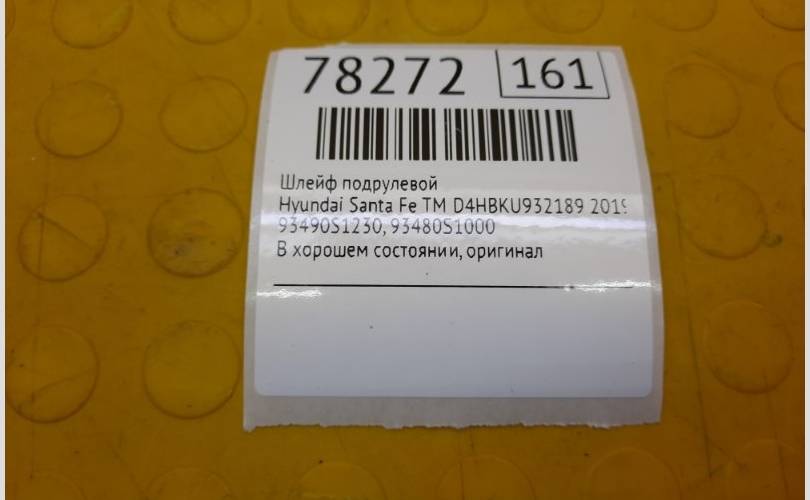 78272 161
Шлейф подрулевой
Hyundai Santa Fe TM D4HBKU932189 2019
93490S1230, 93480S1000
В хорошем состоянии, оригинал